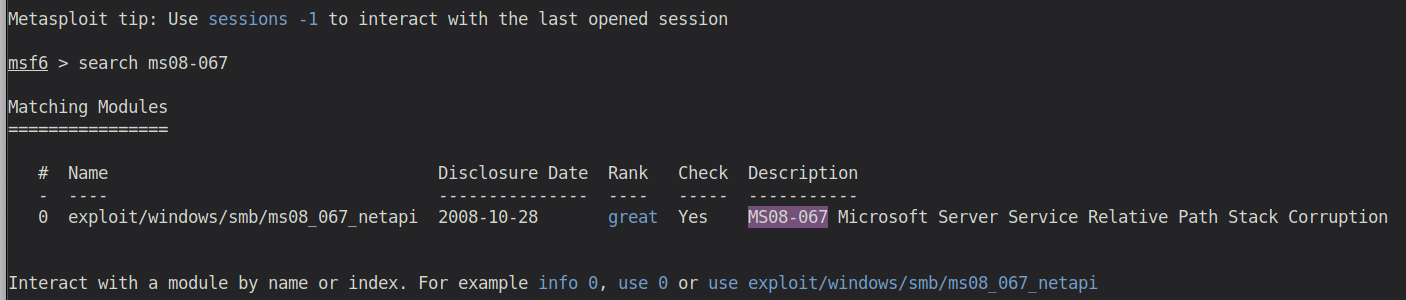 Metasploit tip: Use sessions -1 to interact with the last opened session
msf6 > search ms08-067
Matching Modules
================
#  Name                                 Disclosure Date  Rank   Check  Description
-  ----                                 ---------------  ----   -----  -----------
0  exploit/windows/smb/ms08_067_netapi  2008-10-28       great  Yes    MS08-067 Microsoft Server Service Relative Path Stack Corruption
Interact with a module by name or index. For example info 0, use 0 or use exploit/windows/smb/ms08_067_netapi